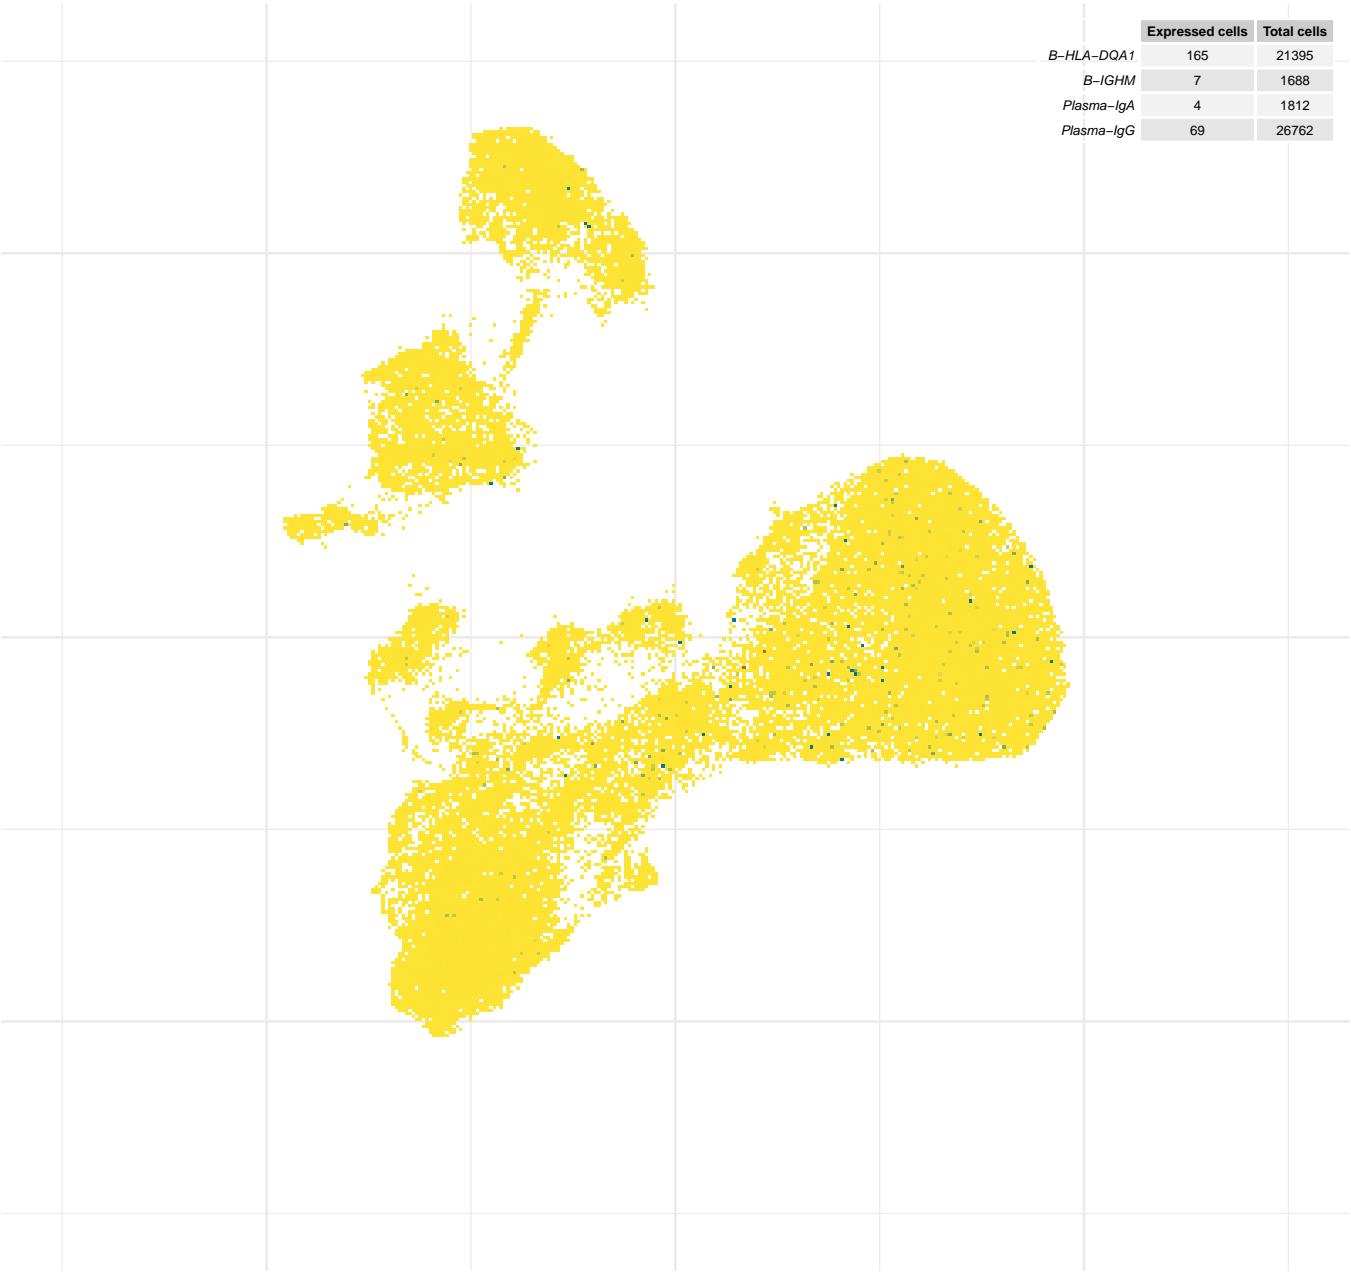 Expressed cells Total cells
B−HLA−DQA1 165 21395
B−IGHM 7 1688
Plasma−IgA 4 1812
Plasma−IgG 69 26762